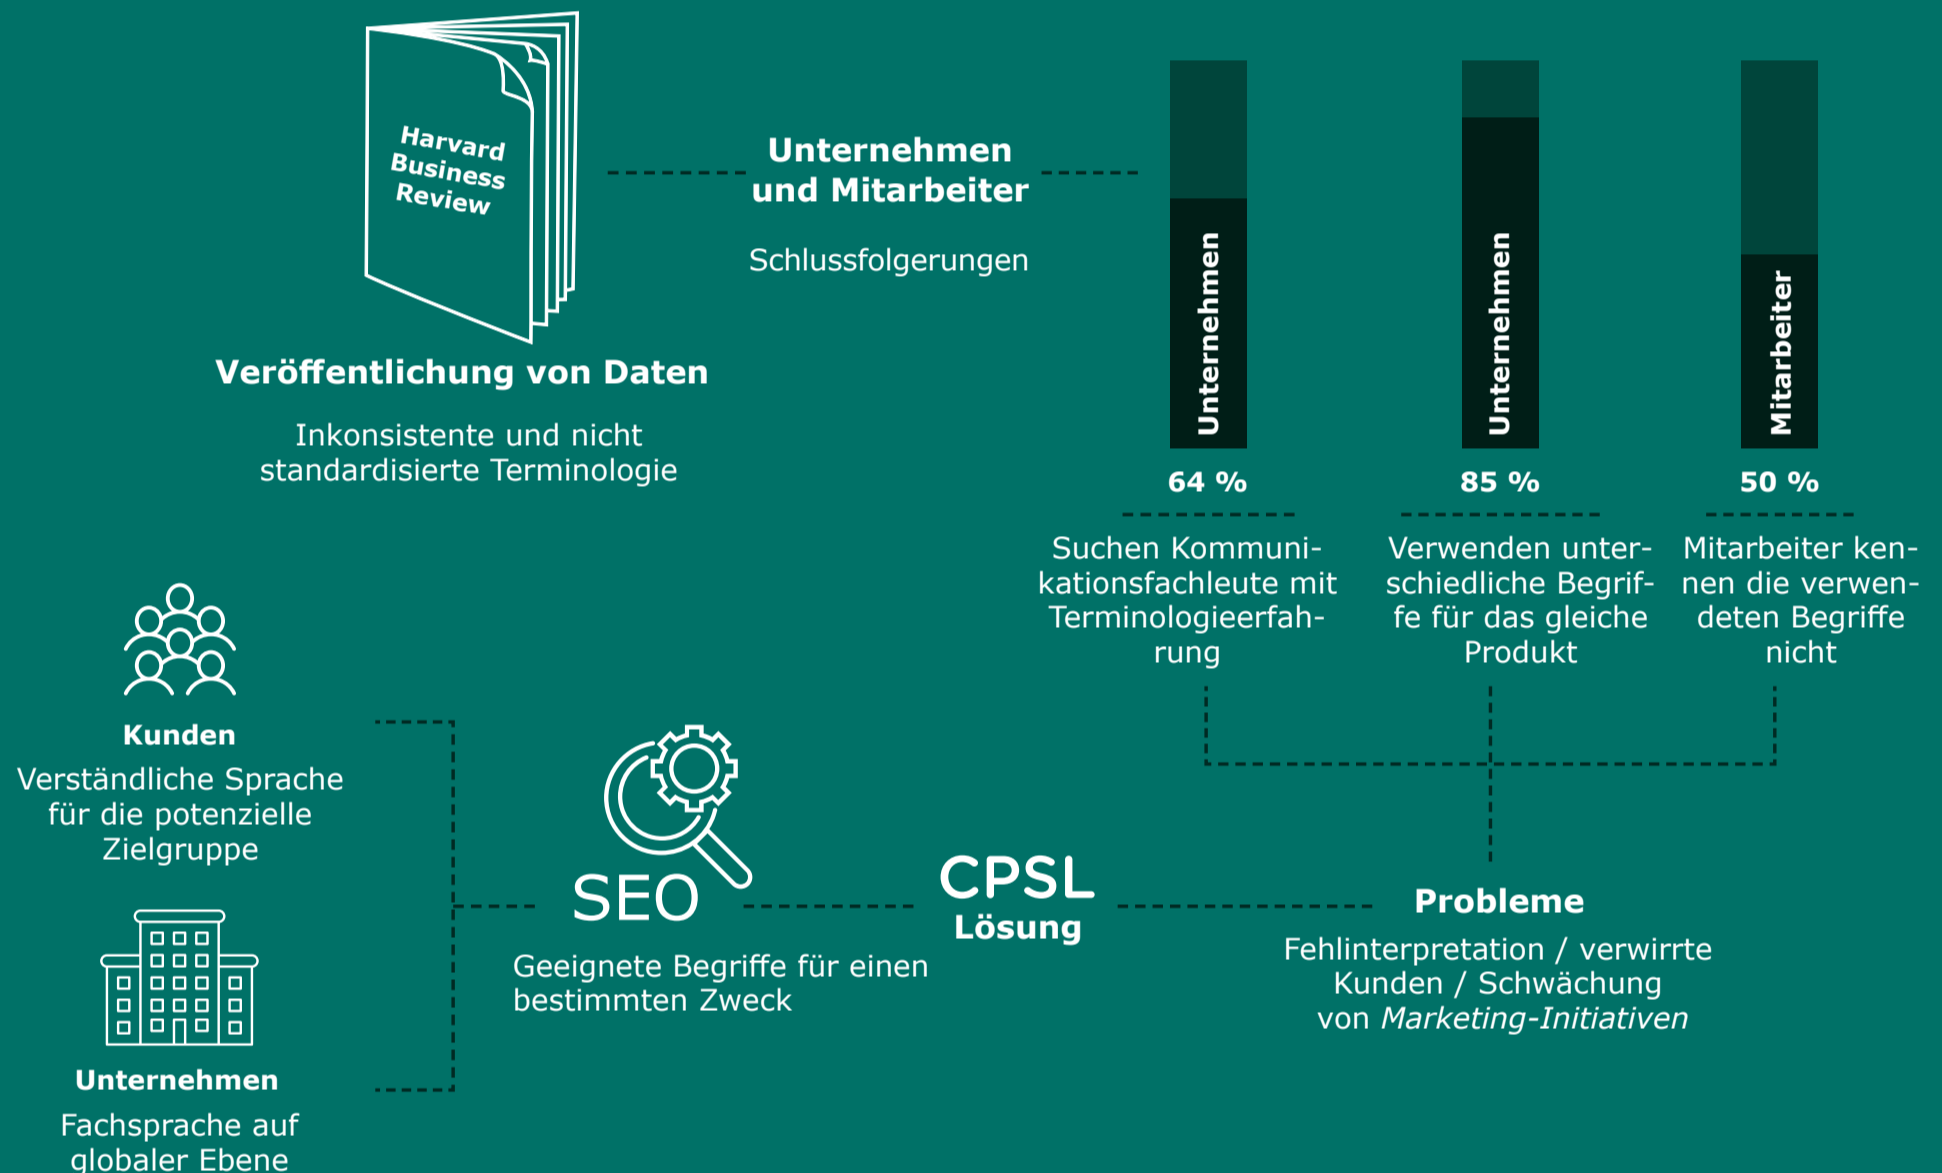 Harvard
Business
Review
Veröffentlichung von Daten
Inkonsistente und nicht
standardisierte Terminologie
Unternehmen
und Mitarbeiter
Schlussfolgerungen
Unternehmen
64 %
Suchen Kommuni-
kationsfachleute mit
Terminologieerfah-
rung
Unternehmen
85 %
Verwenden unter-
schiedliche Begrif-
fe für das gleiche
Produkt
Mitarbeiter
50 %
Mitarbeiter ken-
nen die verwen-
deten Begriffe
nicht
Probleme
Fehlinterpretation / verwirrte
Kunden / Schwächung
von Marketing-Initiativen
CPSL
Lösung
SEO
Geeignete Begriffe für einen
bestimmten Zweck
Kunden
Verständliche Sprache
für die potenzielle
Zielgruppe
Unternehmen
Fachsprache auf
globaler Ebene